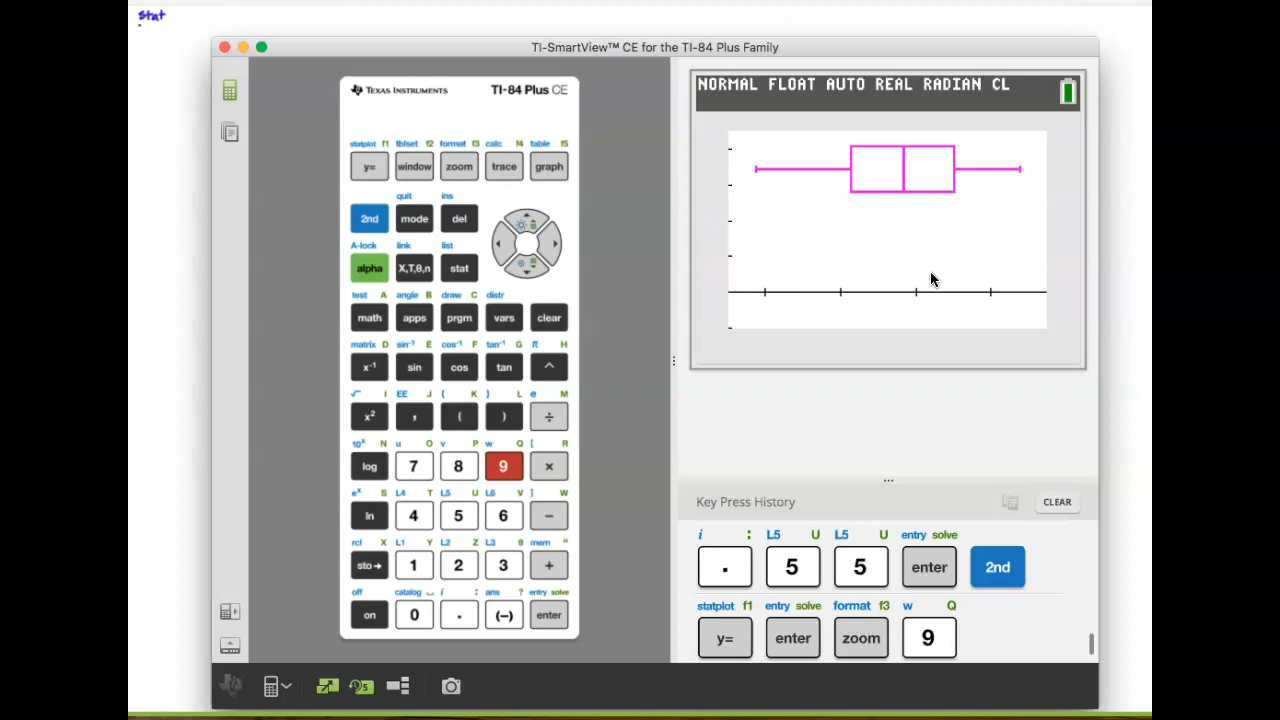 stat
TI-SmartView™ CE for the TI-84 Plus Family
TEXAS INSTRUMENTS TI-84 Plus CE
statplot f1 tblset f2 format f3 calc f4 table f5
y= window zoom trace graph
quit ins
2nd mode del
A-lock link list
alpha X,T,θ,n stat
test A angle B draw C distr
math apps prgm vars clear
matrix D sin⁻¹ E cos⁻¹ F tan⁻¹ G π H
x⁻¹ sin cos tan ^
√ I EE J { K } L e M
x² , ( ) ÷
10ˣ N u O v P w Q [ R
log 7 8 9 ×
eˣ S L4 T L5 U L6 V ] W
ln 4 5 6 −
rcl X L1 Y L2 Z L3 θ mem "
sto→ 1 2 3 +
off catalog ⎵ i : ans ? entry solve
on 0 . (−) enter
NORMAL FLOAT AUTO REAL RADIAN CL
Key Press History CLEAR
i : L5 U L5 U entry solve
. 5 5 enter 2nd
statplot f1 entry solve format f3 w Q
y= enter zoom 9